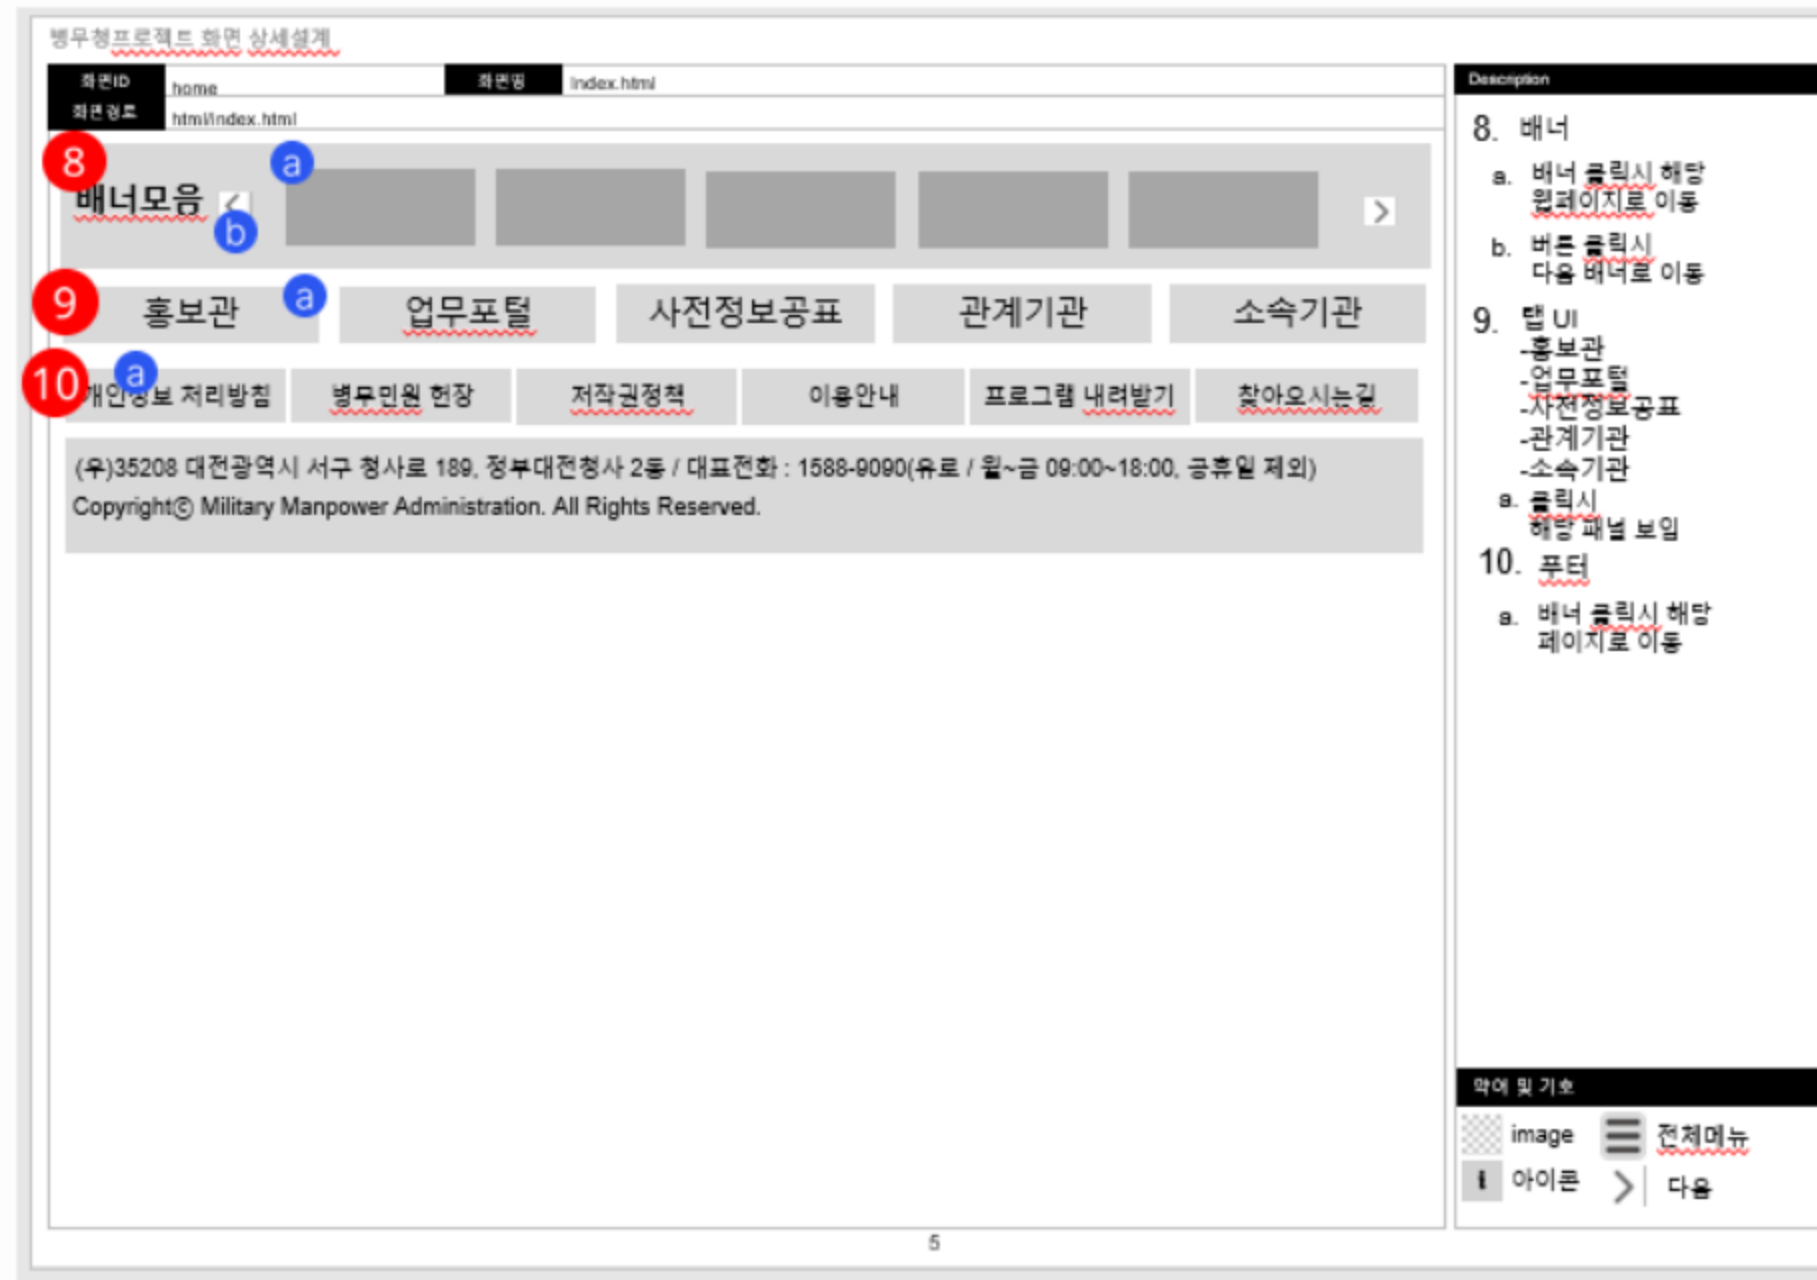 병무청프로젝트 화면 상세설계
화면ID
home
화면명
index.html
화면경로
html/index.html
8
배너모음
a
b
9
홍보관
a
업무포털
사전정보공표
관계기관
소속기관
10
a
개인정보 처리방침
병무민원 헌장
저작권정책
이용안내
프로그램 내려받기
찾아오시는길
(우)35208 대전광역시 서구 청사로 189, 정부대전청사 2동 / 대표전화 : 1588-9090(유로 / 월~금 09:00~18:00, 공휴일 제외)
Copyrightⓒ Military Manpower Administration. All Rights Reserved.
5
Description
8. 배너
a. 배너 클릭시 해당
웹페이지로 이동
b. 버튼 클릭시
다음 배너로 이동
9. 탭 UI
-홍보관
-업무포털
-사전정보공표
-관계기관
-소속기관
a. 클릭시
해당 패널 보임
10. 푸터
a. 배너 클릭시 해당
페이지로 이동
약어 및 기호
image
전체메뉴
i
아이콘
다음